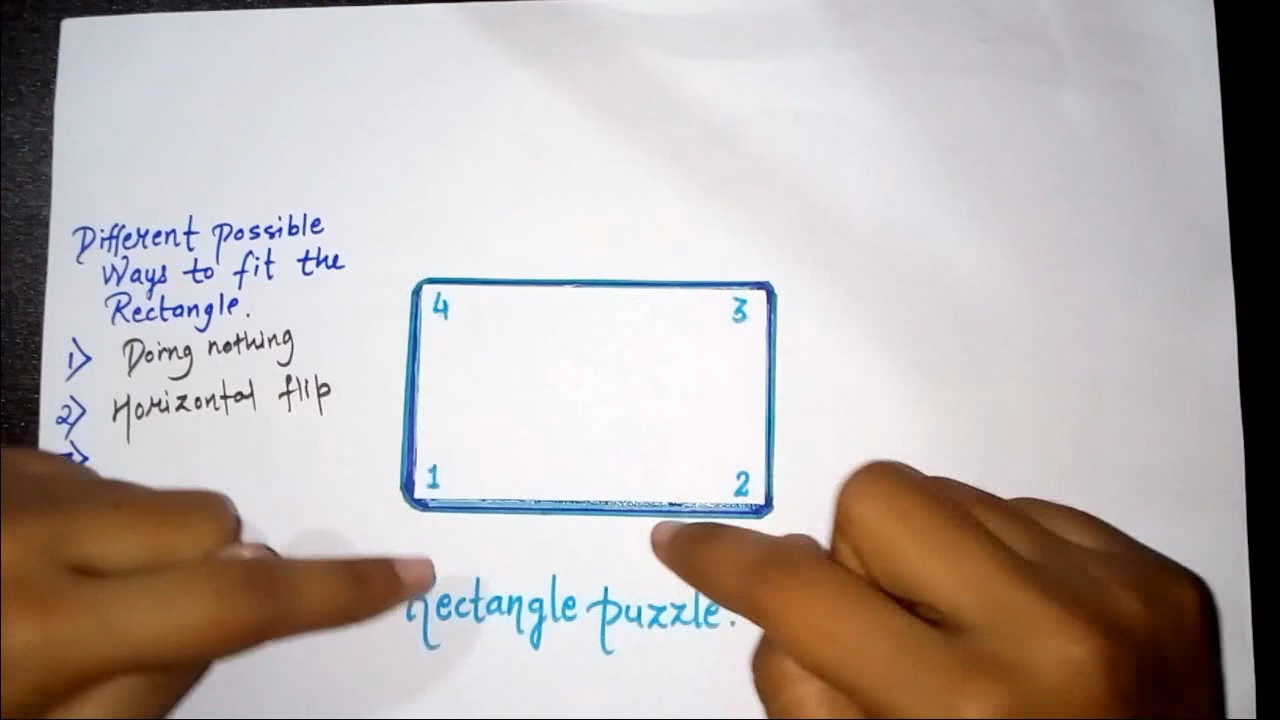 Different Possible
Ways to fit the
Rectangle.
1> Doing nothing
2> Horizontal flip
4 3
1 2
Rectangle puzzle.